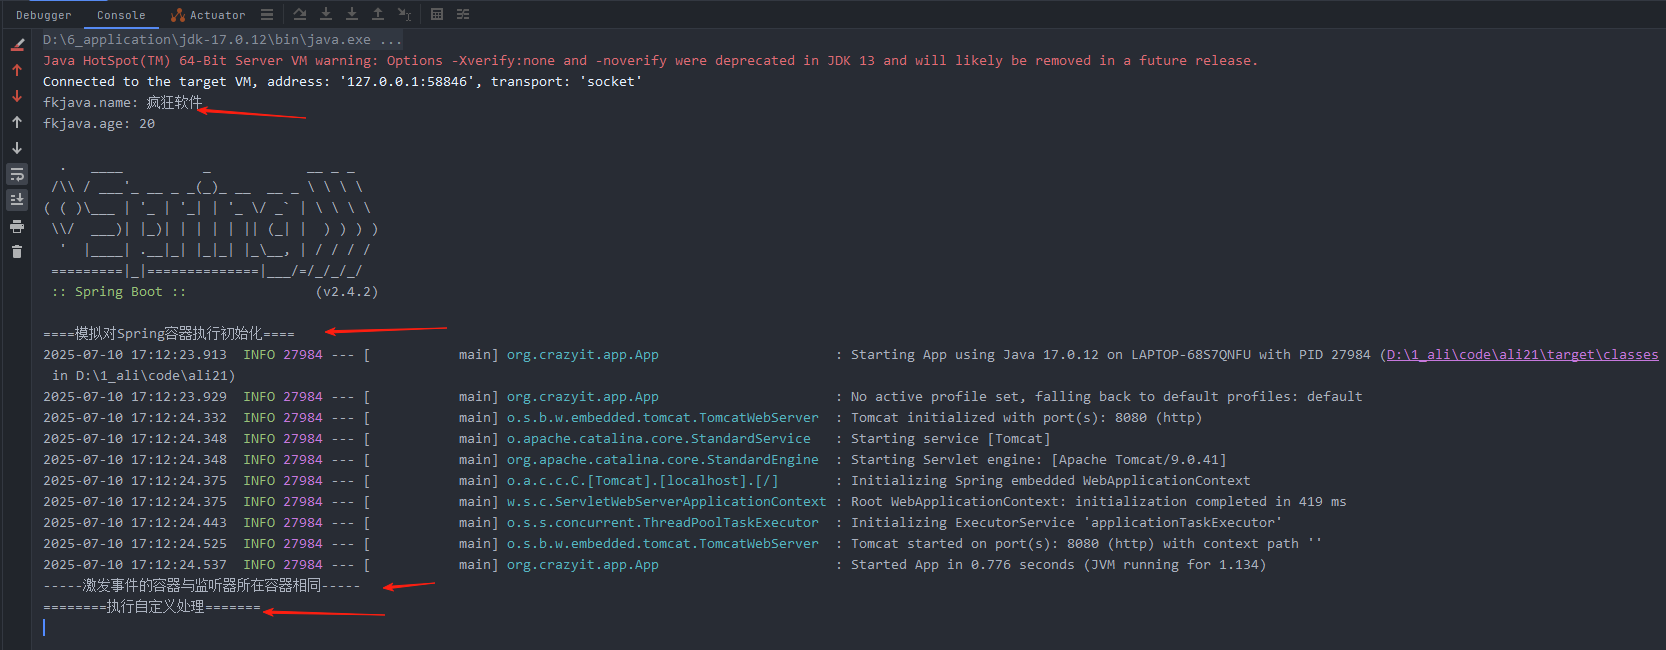 Debugger Console Actuator
D:\6_application\jdk-17.0.12\bin\java.exe ...
Java HotSpot(TM) 64-Bit Server VM warning: Options -Xverify:none and -noverify were deprecated in JDK 13 and will likely be removed in a future release.
Connected to the target VM, address: '127.0.0.1:58846', transport: 'socket'
fkjava.name: 疯狂软件
fkjava.age: 20
  .   ____          _            __ _ _
 /\\ / ___'_ __ _ _(_)_ __  __ _ \ \ \ \
( ( )\___ | '_ | '_| | '_ \/ _` | \ \ \ \
 \\/  ___)| |_)| | | | | || (_| |  ) ) ) )
  '  |____| .__|_| |_|_| |_\__, | / / / /
 =========|_|==============|___/=/_/_/_/
 :: Spring Boot ::                (v2.4.2)
====模拟对Spring容器执行初始化====
2025-07-10 17:12:23.913  INFO 27984 --- [           main] org.crazyit.app.App                      : Starting App using Java 17.0.12 on LAPTOP-68S7QNFU with PID 27984 (D:\1_ali\code\ali21\target\classes
 in D:\1_ali\code\ali21)
2025-07-10 17:12:23.929  INFO 27984 --- [           main] org.crazyit.app.App                      : No active profile set, falling back to default profiles: default
2025-07-10 17:12:24.332  INFO 27984 --- [           main] o.s.b.w.embedded.tomcat.TomcatWebServer  : Tomcat initialized with port(s): 8080 (http)
2025-07-10 17:12:24.348  INFO 27984 --- [           main] o.apache.catalina.core.StandardService   : Starting service [Tomcat]
2025-07-10 17:12:24.348  INFO 27984 --- [           main] org.apache.catalina.core.StandardEngine  : Starting Servlet engine: [Apache Tomcat/9.0.41]
2025-07-10 17:12:24.375  INFO 27984 --- [           main] o.a.c.c.C.[Tomcat].[localhost].[/]       : Initializing Spring embedded WebApplicationContext
2025-07-10 17:12:24.375  INFO 27984 --- [           main] w.s.c.ServletWebServerApplicationContext : Root WebApplicationContext: initialization completed in 419 ms
2025-07-10 17:12:24.443  INFO 27984 --- [           main] o.s.s.concurrent.ThreadPoolTaskExecutor  : Initializing ExecutorService 'applicationTaskExecutor'
2025-07-10 17:12:24.525  INFO 27984 --- [           main] o.s.b.w.embedded.tomcat.TomcatWebServer  : Tomcat started on port(s): 8080 (http) with context path ''
2025-07-10 17:12:24.537  INFO 27984 --- [           main] org.crazyit.app.App                      : Started App in 0.776 seconds (JVM running for 1.134)
-----激发事件的容器与监听器所在容器相同-----
========执行自定义处理=======